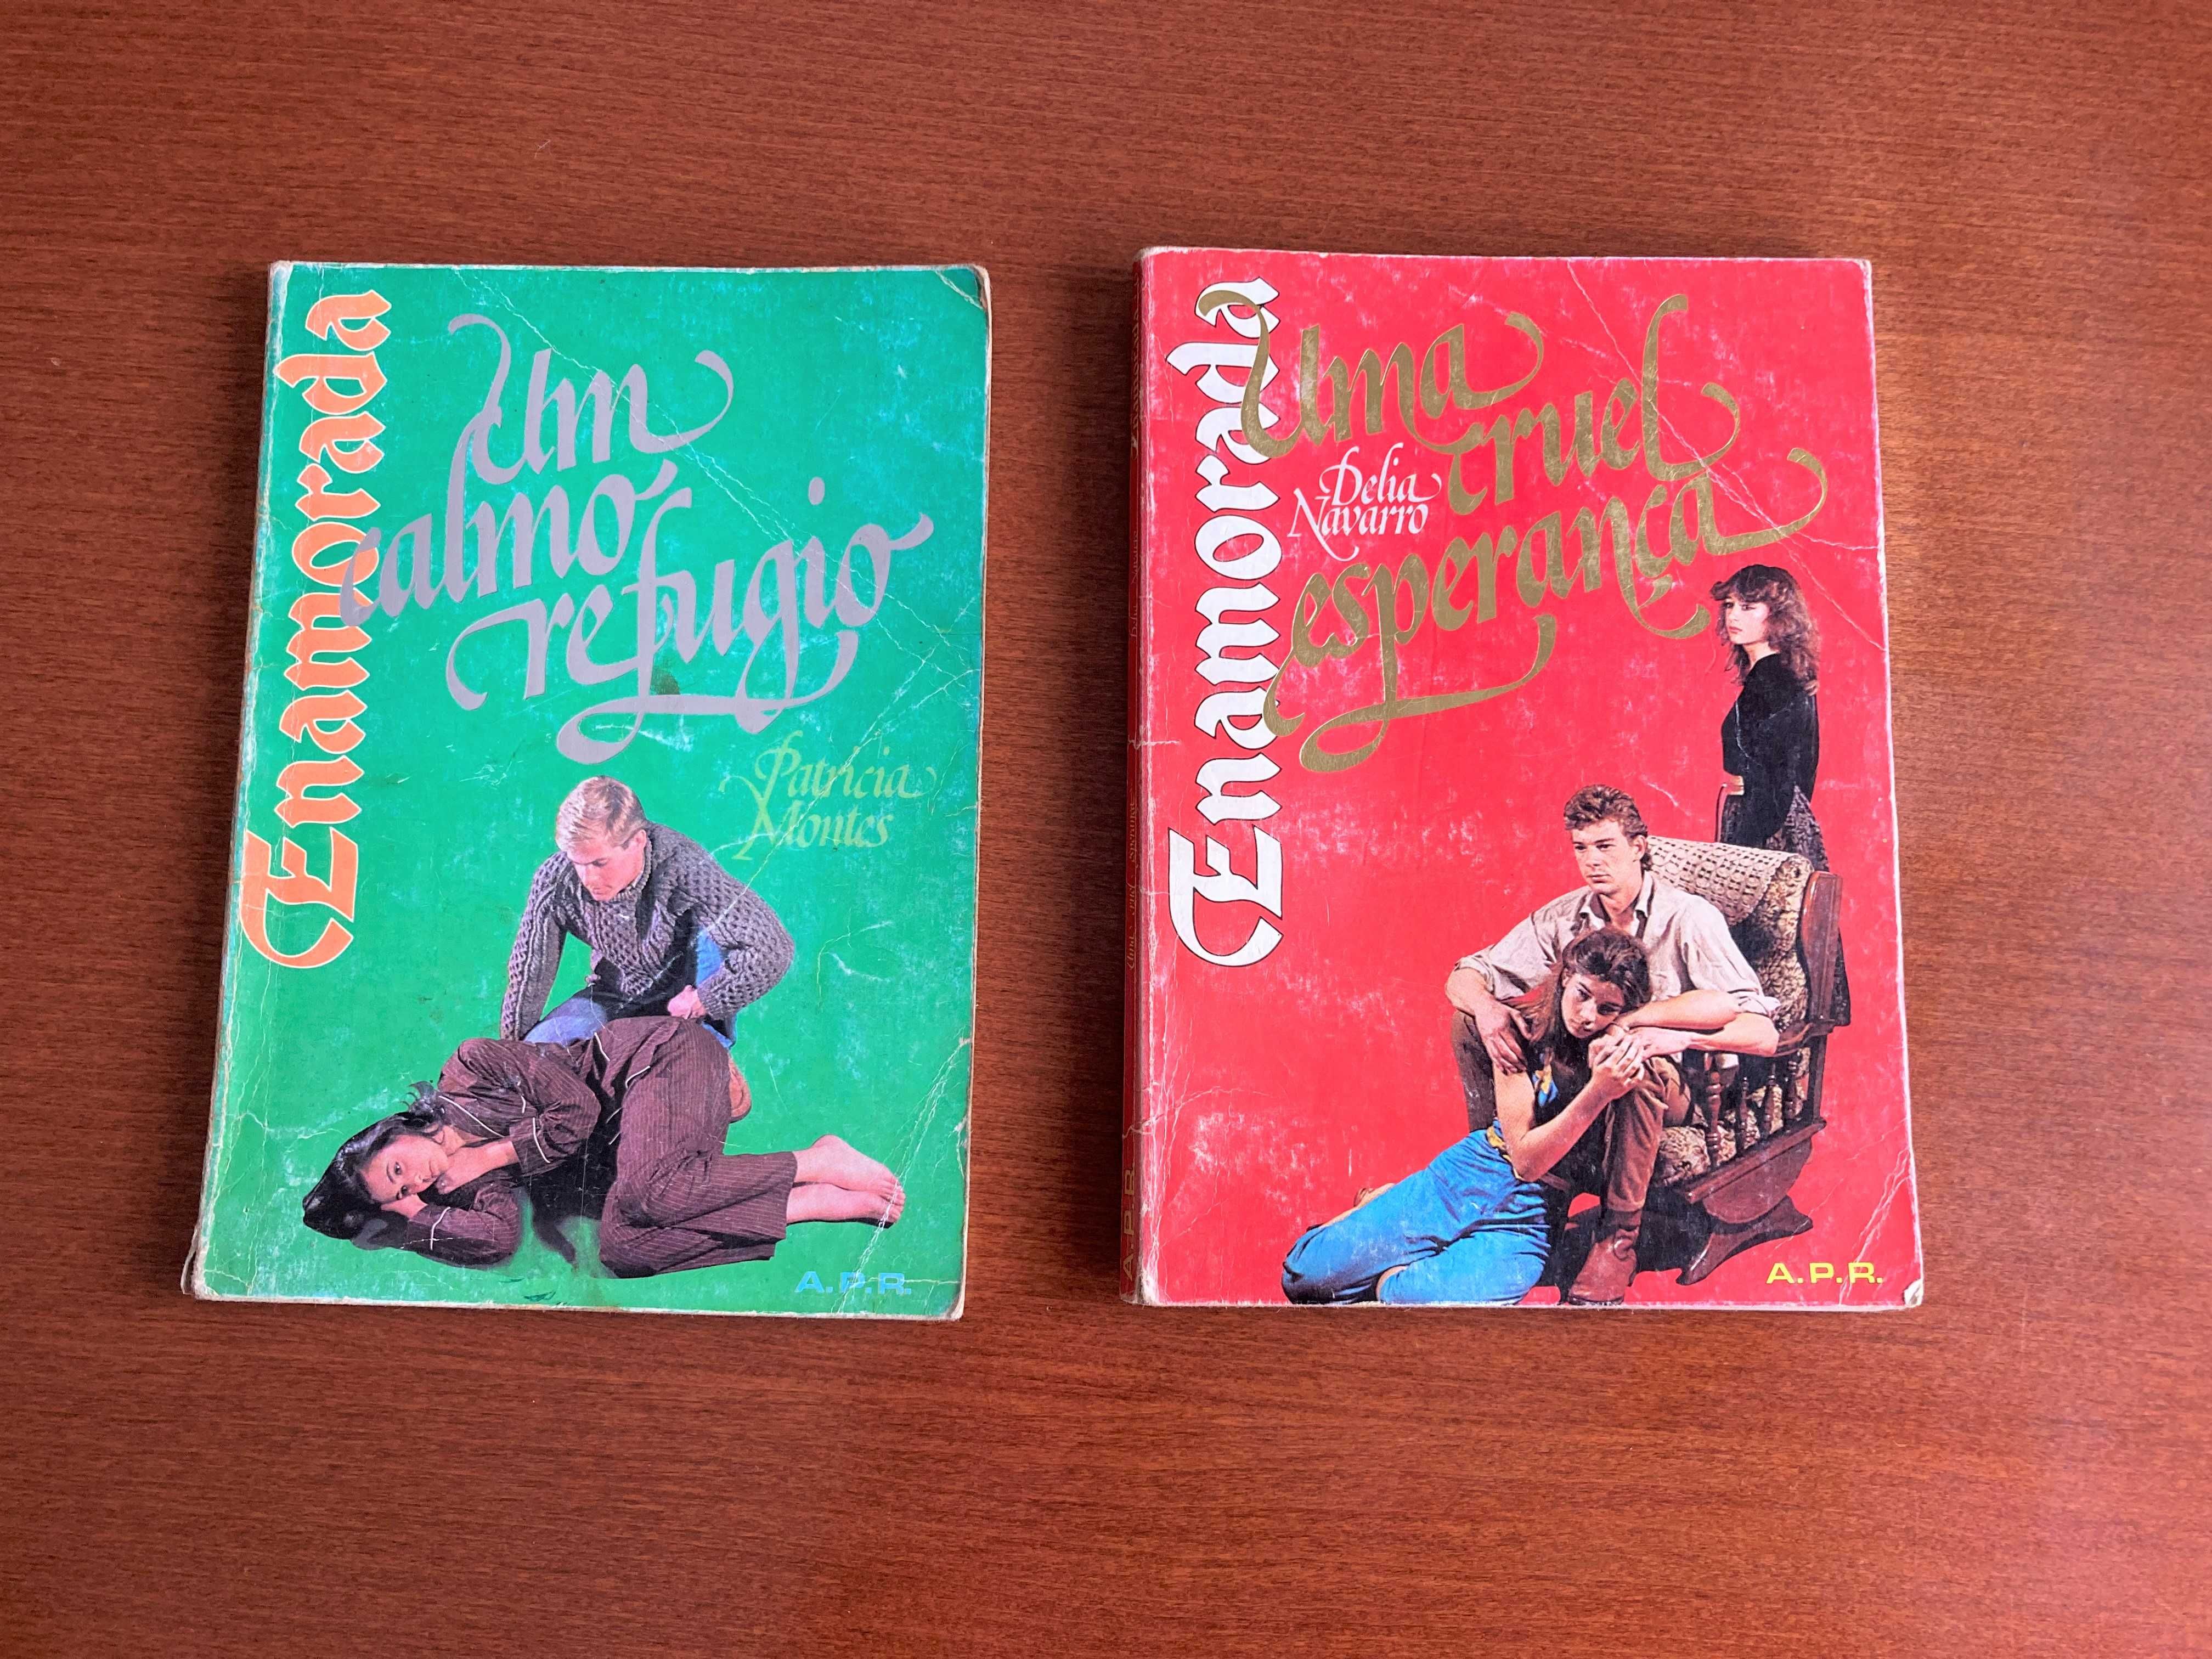 Enamorada
Um
calmo
refugio
Patricia
Montes
A.P.R.
Enamorada
Uma
cruel
esperança
Delia
Navarro
A.P.R.
A.P.R.